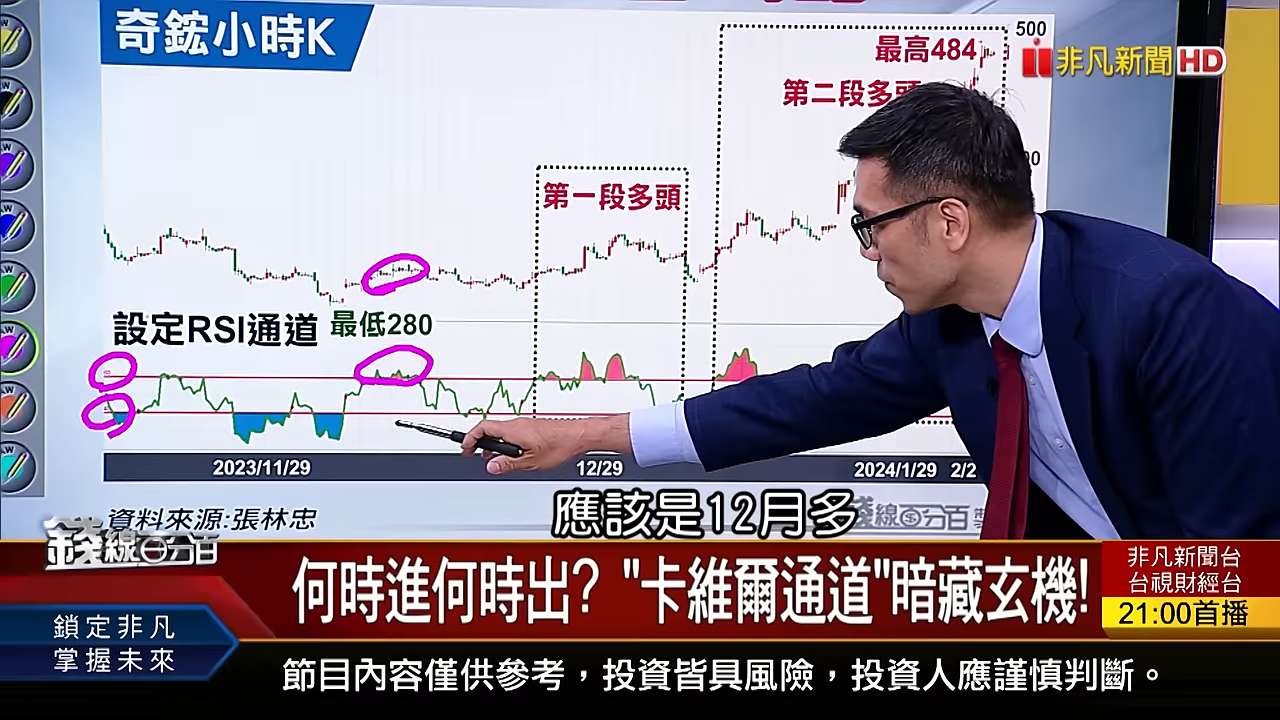 奇鋐小時K
500
最高484
非凡新聞HD
第二段多頭
第一段多頭
設定RSI通道
最低280
2023/11/29
12/29
2024/1/29
2/2
資料來源:張林忠
應該是12月多
錢線百分百
錢線百分百
何時進何時出? "卡維爾通道"暗藏玄機!
非凡新聞台
台視財經台
21:00首播
鎖定非凡
掌握未來
節目內容僅供參考，投資皆具風險，投資人應謹慎判斷。